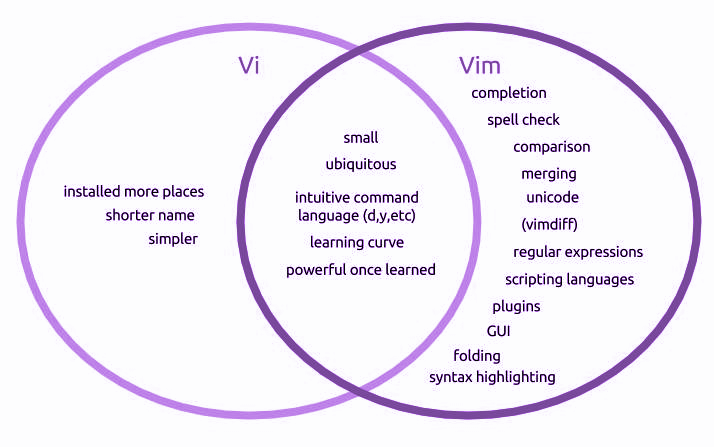 Vi
installed more places
shorter name
simpler
small
ubiquitous
intuitive command
language (d,y,etc)
learning curve
powerful once learned
Vim
completion
spell check
comparison
merging
unicode
(vimdiff)
regular expressions
scripting languages
plugins
GUI
folding
syntax highlighting